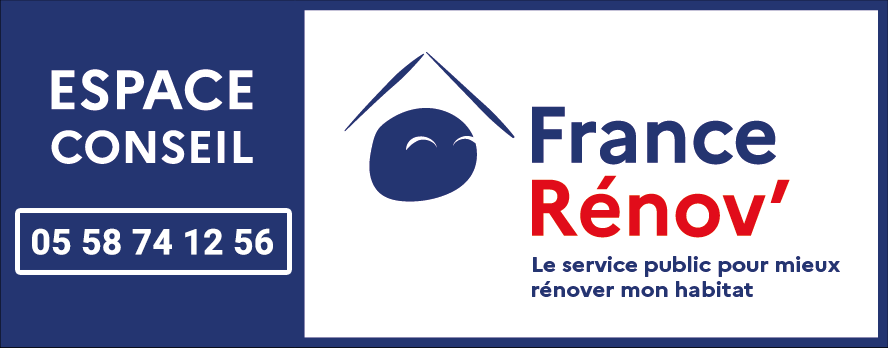 ESPACE
CONSEIL
05 58 74 12 56
France
Rénov’
Le service public pour mieux
rénover mon habitat